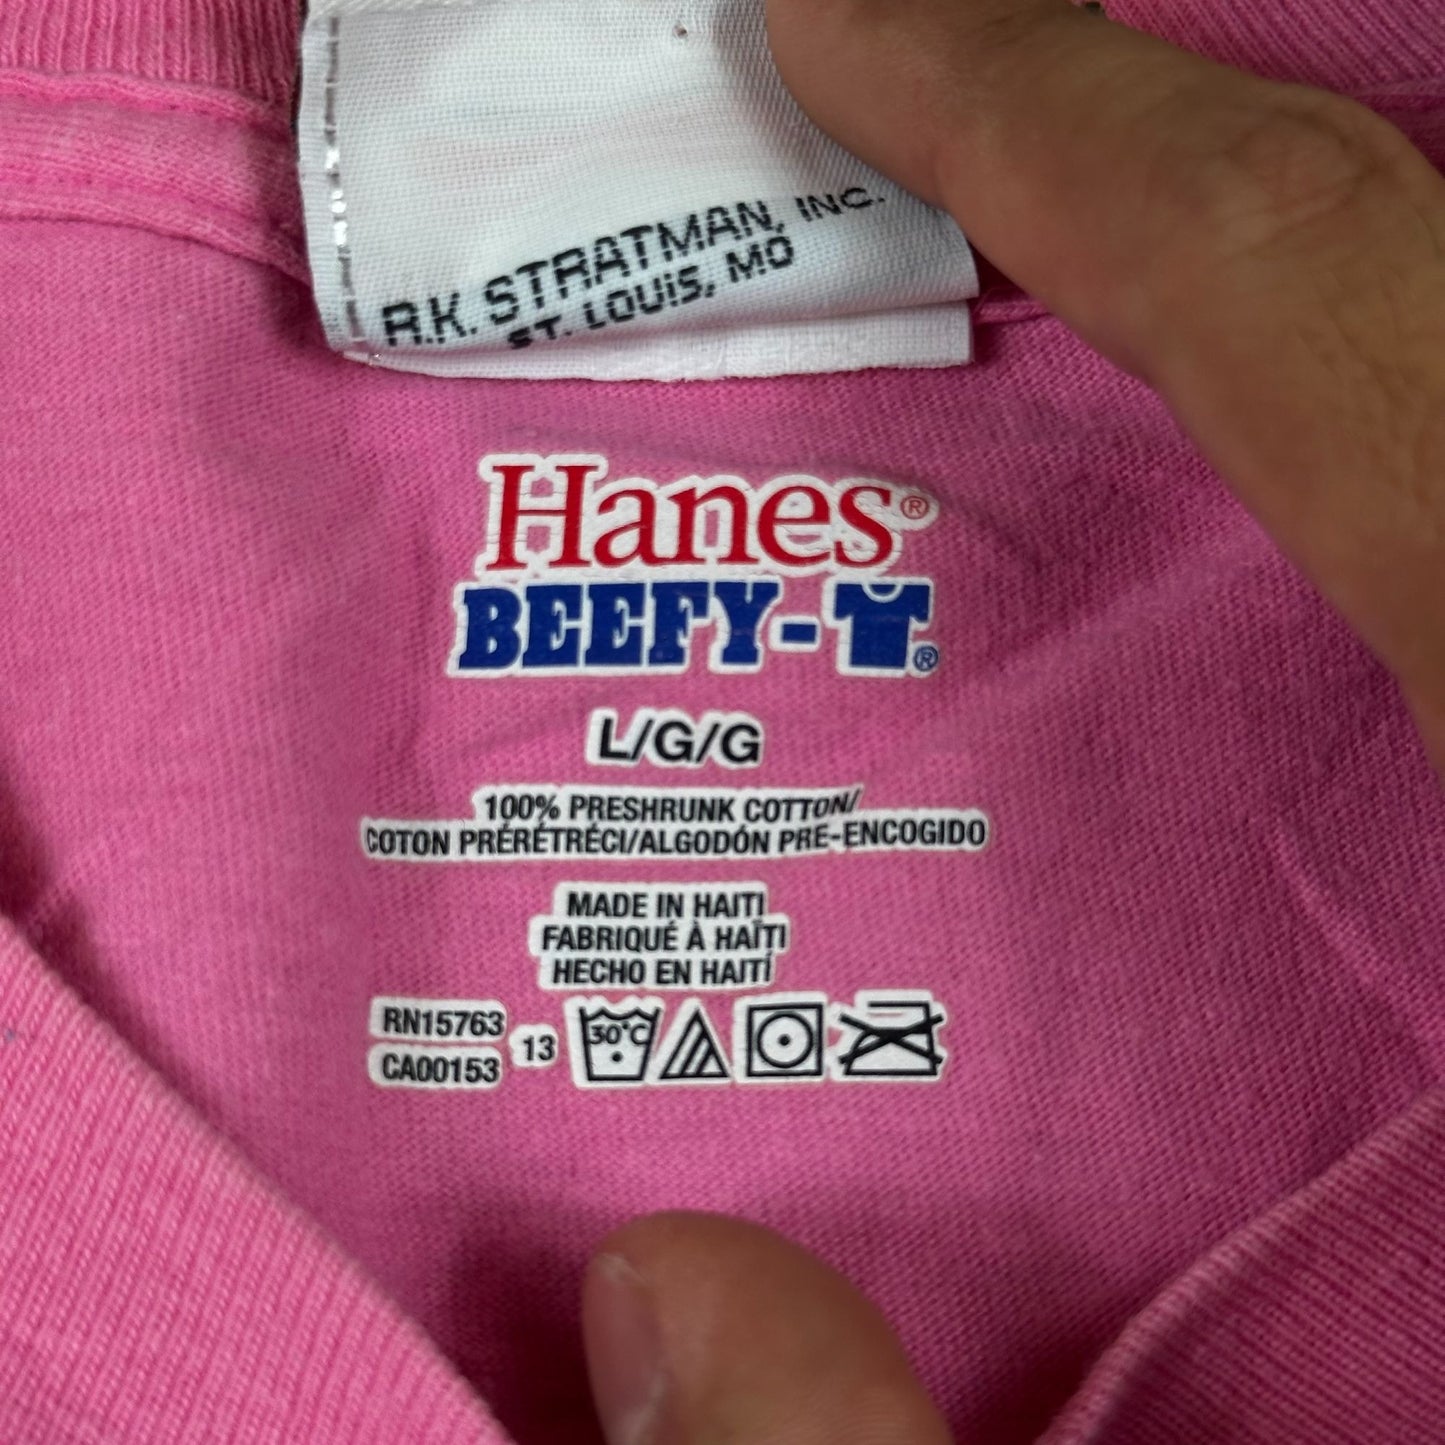 R.K. STRATMAN, INC.
ST. LOUiS, MO
Hanes®
BEEFY-T®
L/G/G
100% PRESHRUNK COTTON/
COTON PRÉRÉTRÉCI/ALGODÓN PRE-ENCOGIDO
MADE IN HAITI
FABRIQUÉ À HAÏTI
HECHO EN HAITÍ
RN15763
CA00153
13
30°C